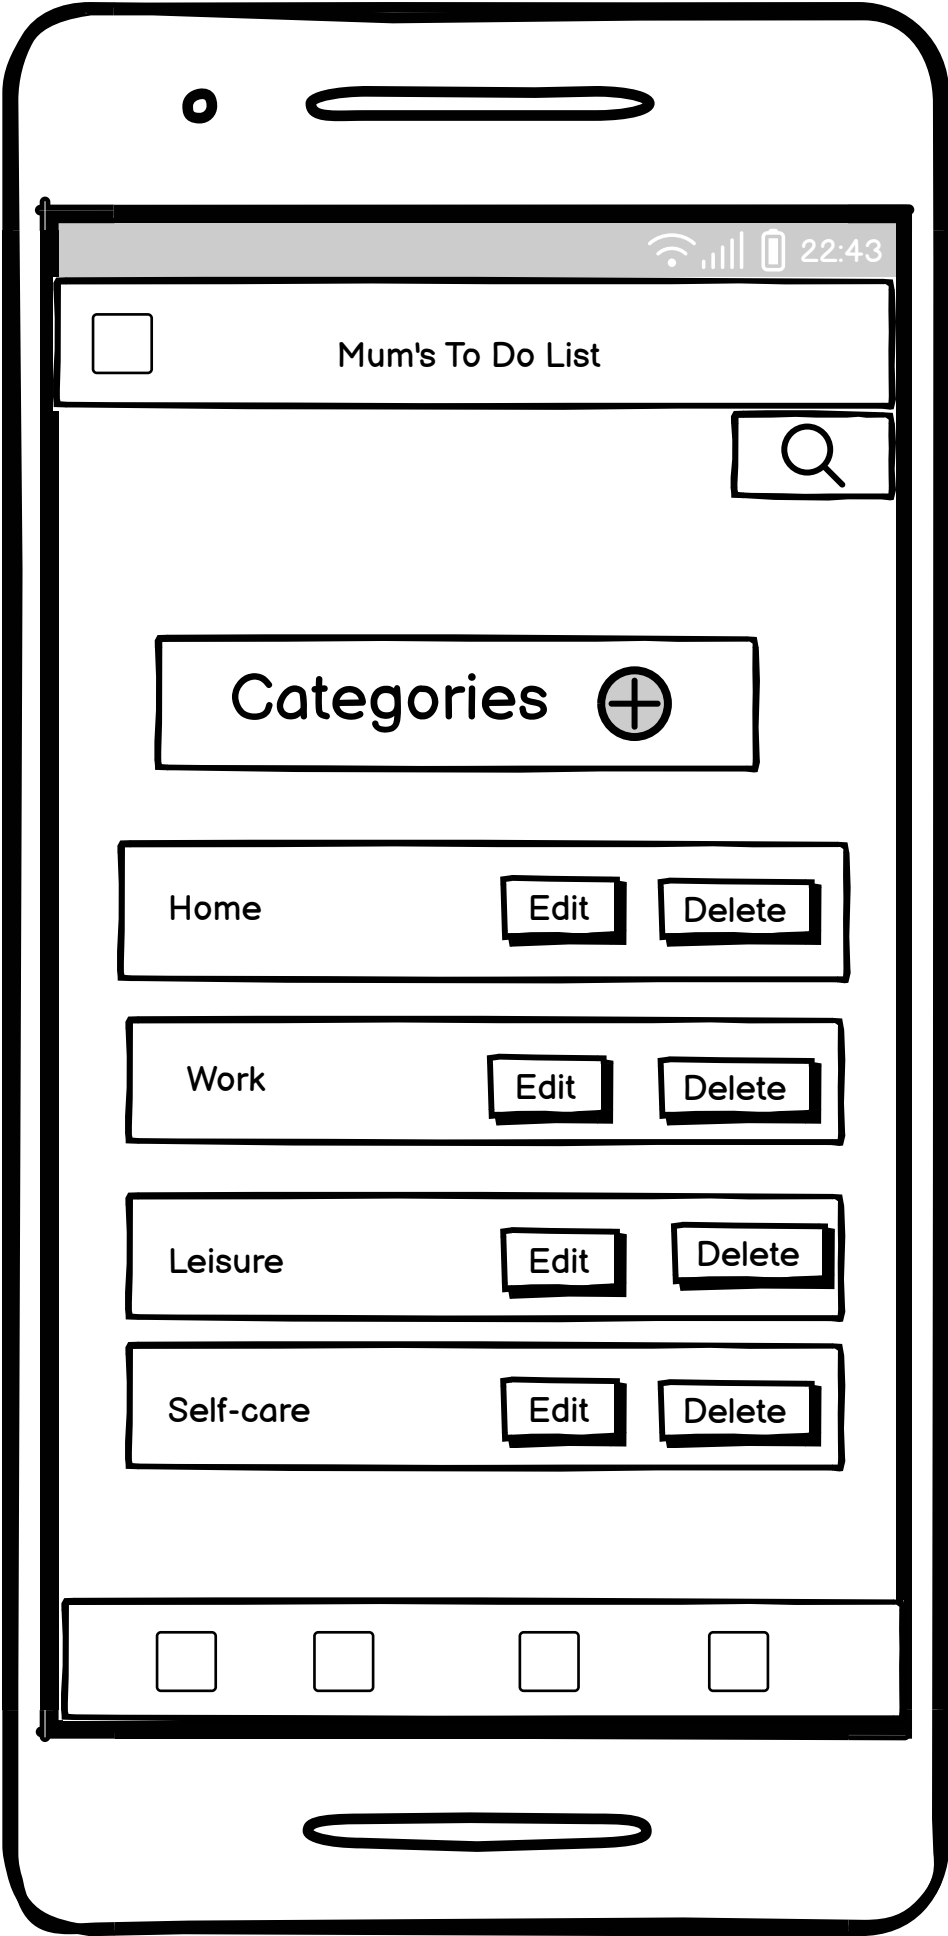 22:43
Mum's To Do List
Categories
Home Edit Delete
Work Edit Delete
Leisure Edit Delete
Self-care Edit Delete